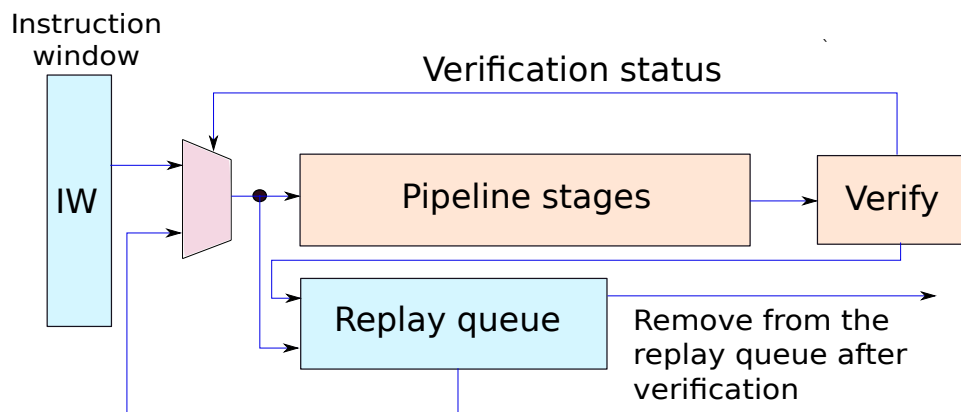 Instruction
window
Verification status
IW
Pipeline stages
Verify
Replay queue
Remove from the
replay queue after
verification